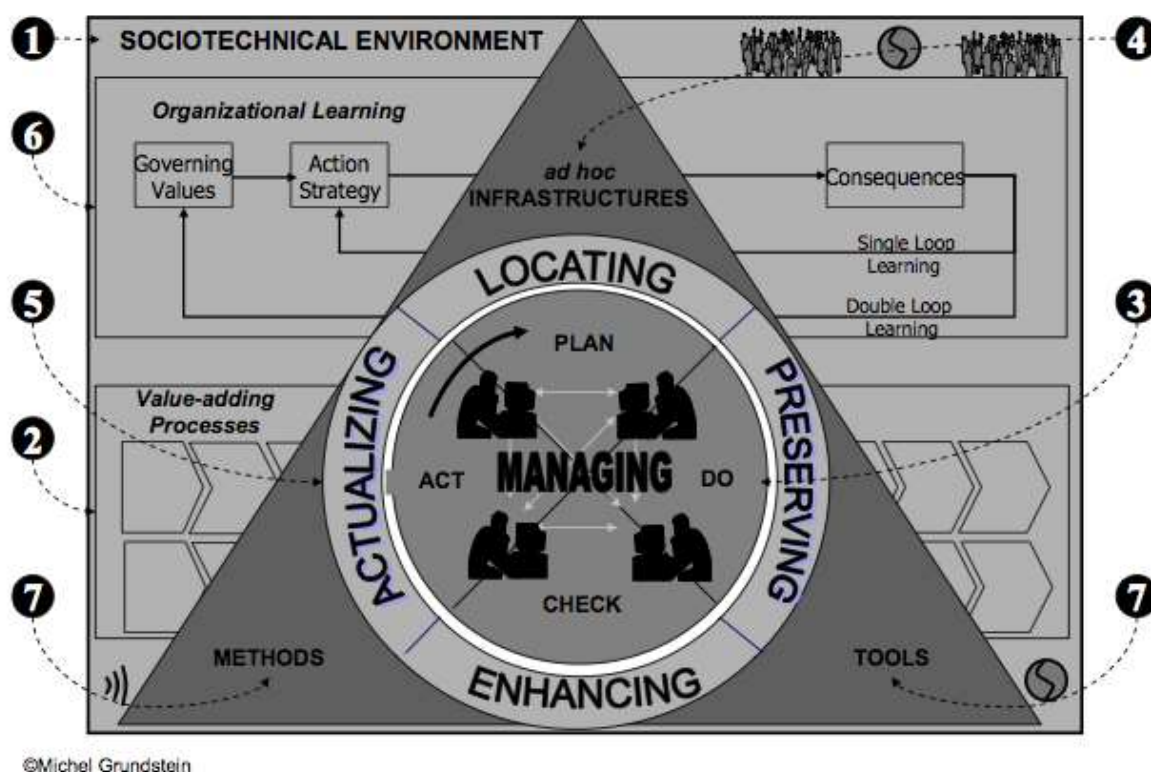 1
SOCIOTECHNICAL ENVIRONMENT
4
6
Organizational Learning
Governing
Values
Action
Strategy
ad hoc
INFRASTRUCTURES
Consequences
Single Loop
Learning
Double Loop
Learning
5
3
LOCATING
PRESERVING
ENHANCING
ACTUALIZING
PLAN
DO
CHECK
ACT
MANAGING
2
Value-adding
Processes
7
METHODS
TOOLS
7
©Michel Grundstein